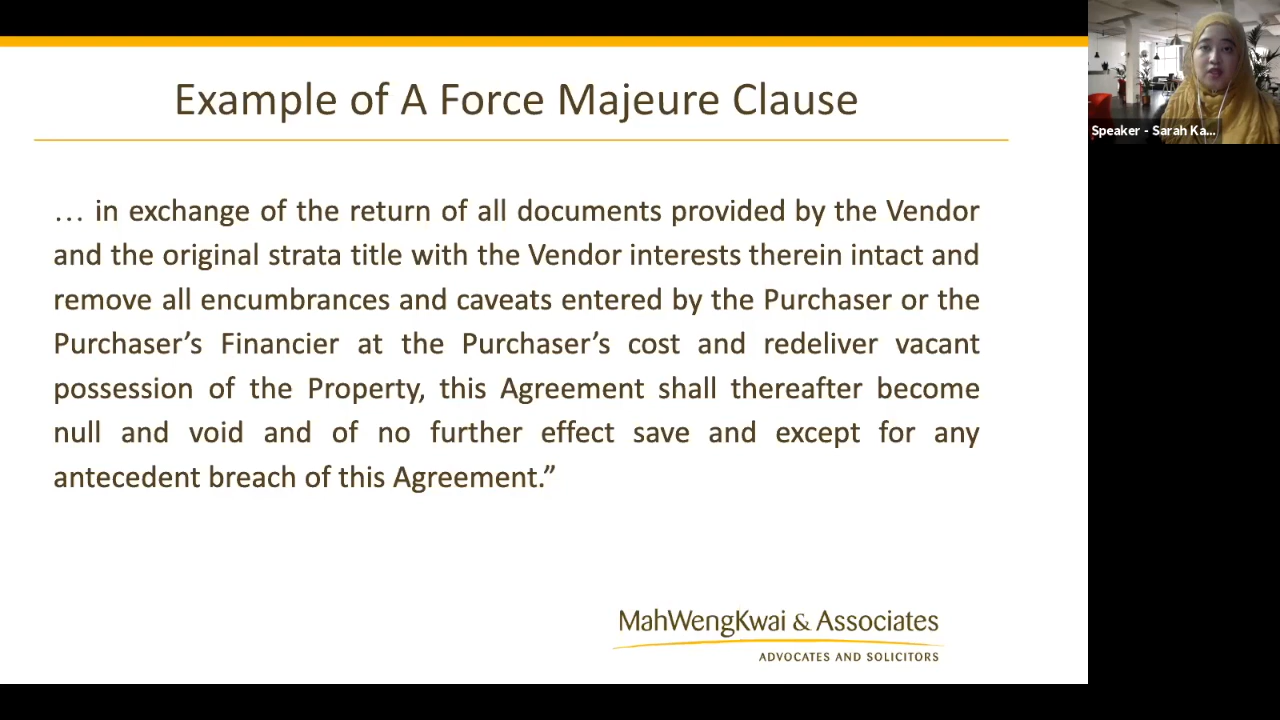 Example of A Force Majeure Clause
… in exchange of the return of all documents provided by the Vendor
and the original strata title with the Vendor interests therein intact and
remove all encumbrances and caveats entered by the Purchaser or the
Purchaser’s Financier at the Purchaser’s cost and redeliver vacant
possession of the Property, this Agreement shall thereafter become
null and void and of no further effect save and except for any
antecedent breach of this Agreement.”
MahWengKwai & Associates
ADVOCATES AND SOLICITORS
Speaker - Sarah Ka...